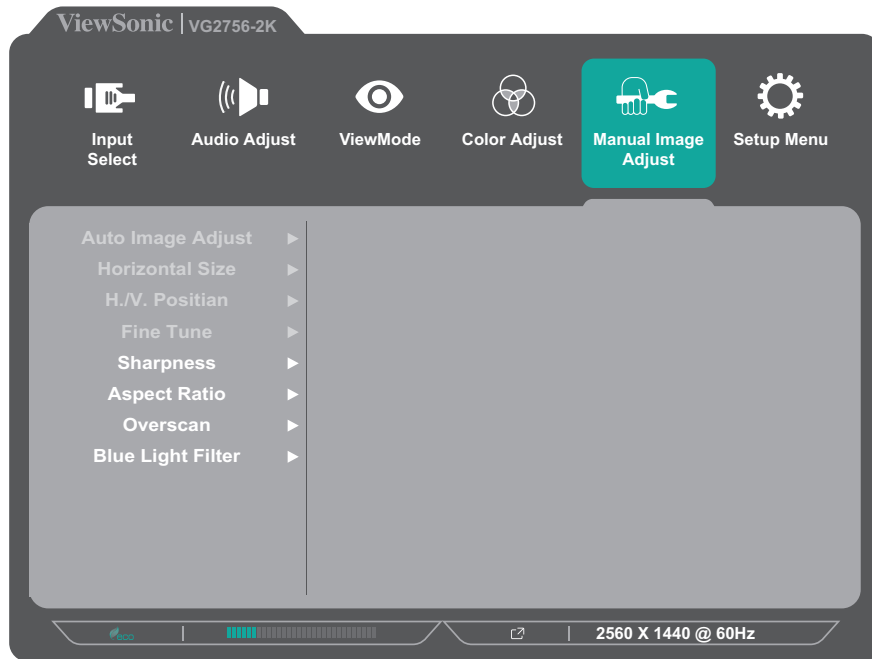 ViewSonic | VG2756-2K
Input Select
Audio Adjust
ViewMode
Color Adjust
Manual Image Adjust
Setup Menu
Auto Image Adjust
Horizontal Size
H./V. Positian
Fine Tune
Sharpness
Aspect Ratio
Overscan
Blue Light Filter
eco
2560 X 1440 @ 60Hz